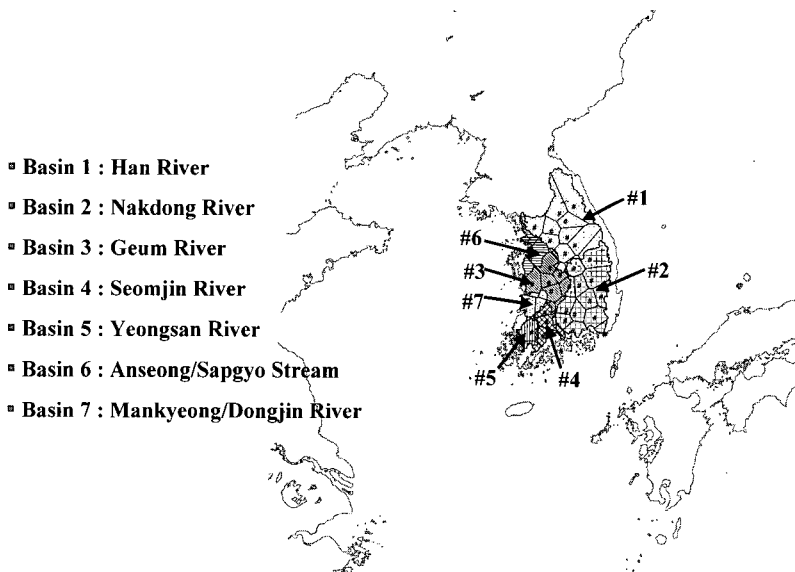 Basin 1 : Han River
Basin 2 : Nakdong River
Basin 3 : Geum River
Basin 4 : Seomjin River
Basin 5 : Yeongsan River
Basin 6 : Anseong/Sapgyo Stream
Basin 7 : Mankyeong/Dongjin River
#1
#6
#3
#2
#7
#5
#4